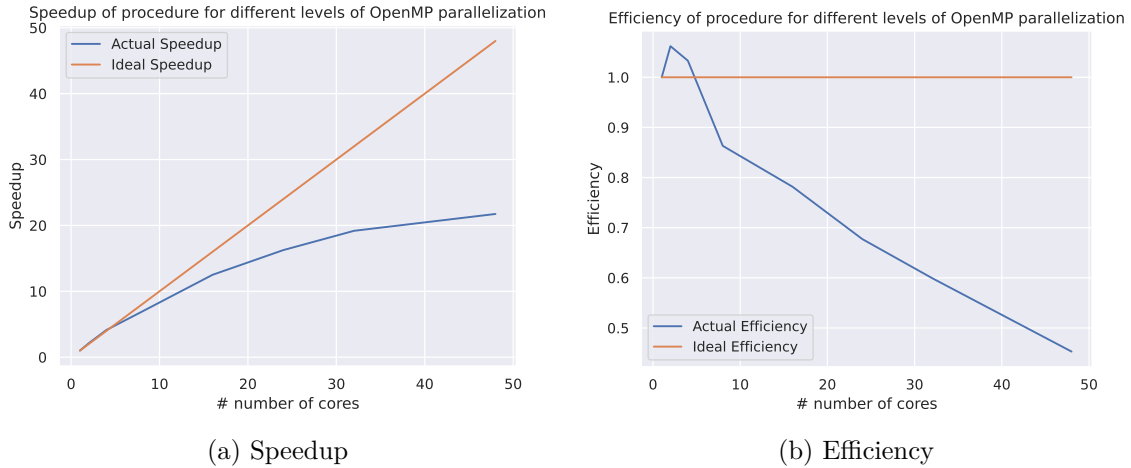 Speedup of procedure for different levels of OpenMP parallelization
50
40
30
20
10
0
Speedup
Actual Speedup
Ideal Speedup
0 10 20 30 40 50
# number of cores
(a) Speedup
Efficiency of procedure for different levels of OpenMP parallelization
1.0
0.9
0.8
0.7
0.6
0.5
Efficiency
Actual Efficiency
Ideal Efficiency
0 10 20 30 40 50
# number of cores
(b) Efficiency